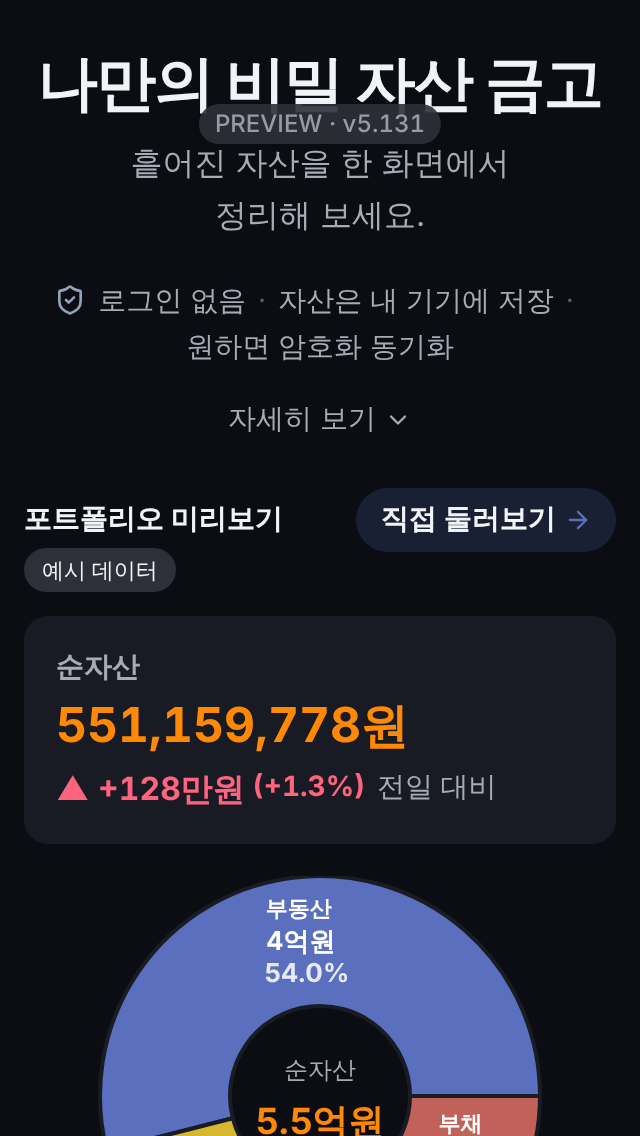 나만의 비밀 자산 금고
PREVIEW · v5.131
흩어진 자산을 한 화면에서
정리해 보세요.
로그인 없음 · 자산은 내 기기에 저장 ·
원하면 암호화 동기화
자세히 보기
포트폴리오 미리보기
직접 둘러보기 →
예시 데이터
순자산
551,159,778원
▲ +128만원 (+1.3%) 전일 대비
부동산
4억원
54.0%
순자산
5.5억원
부채